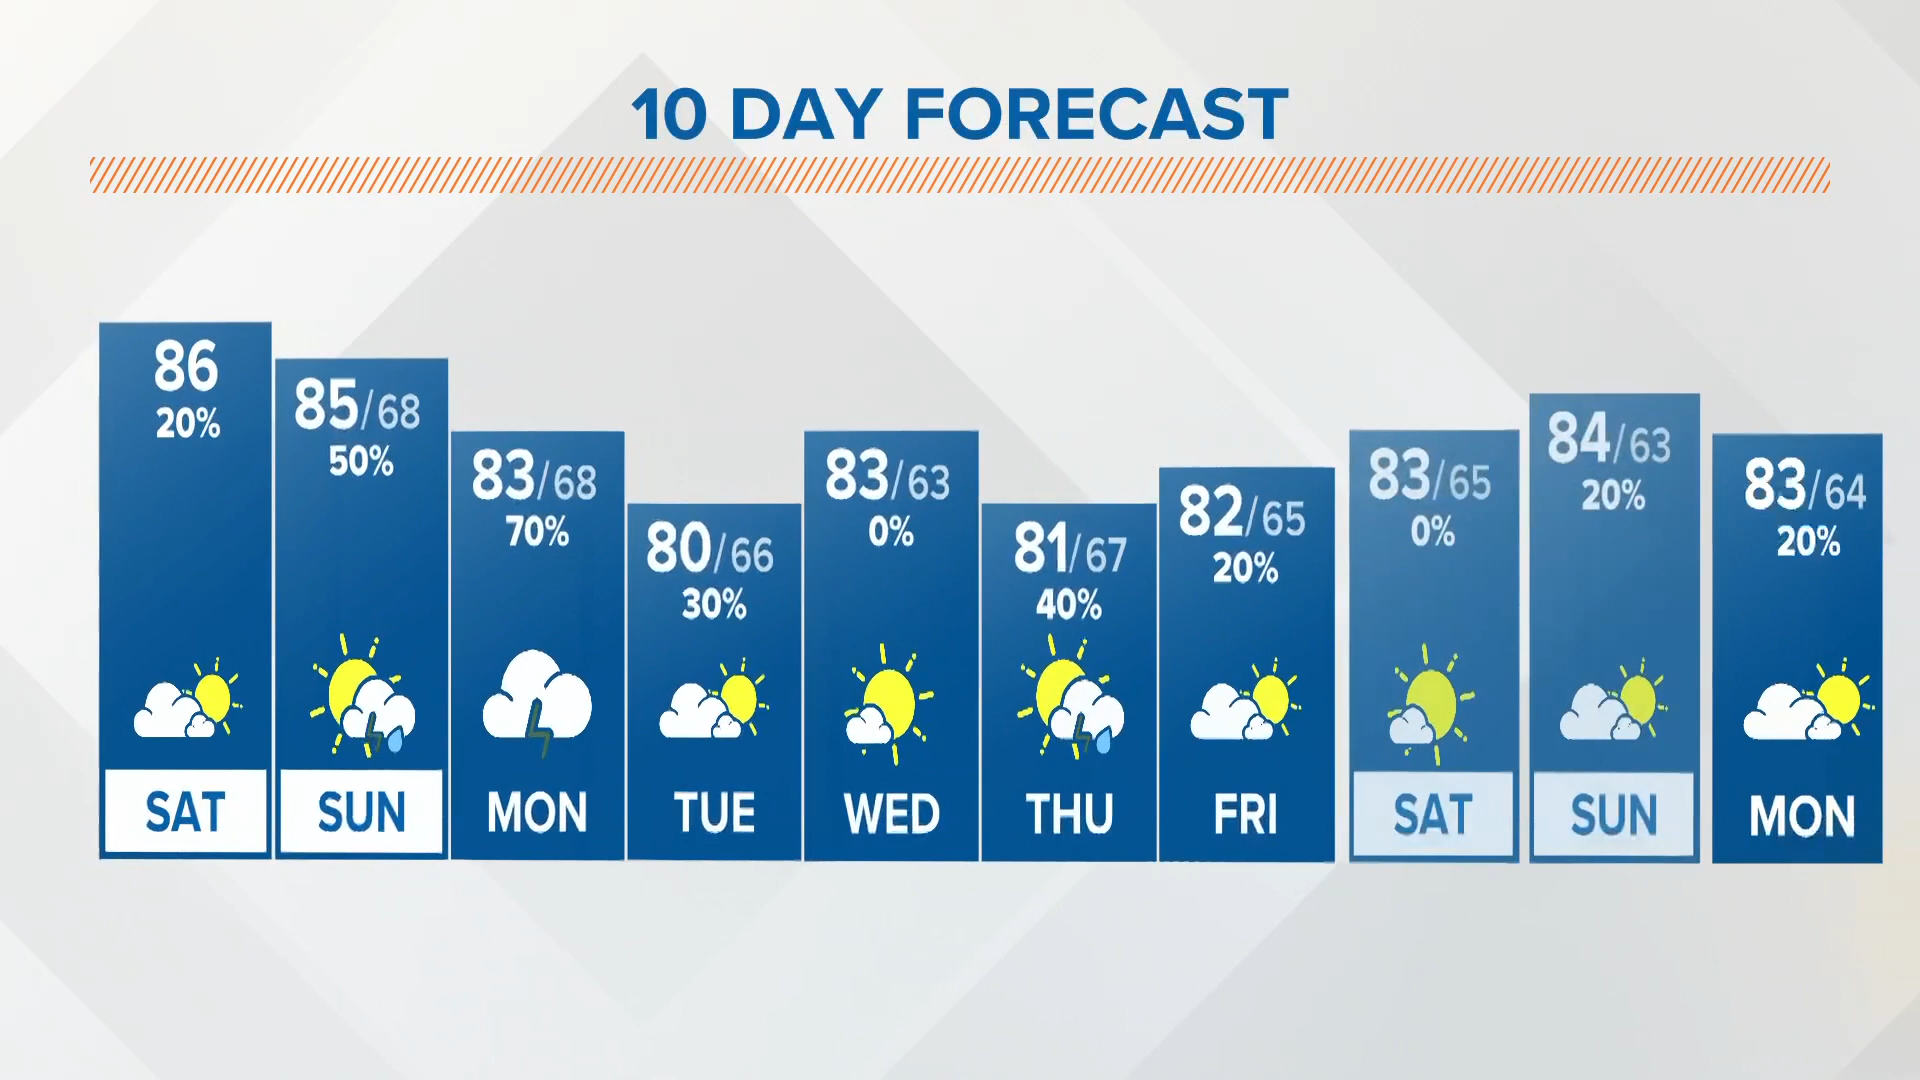 10 DAY FORECAST
86
20%
SAT
85/68
50%
SUN
83/68
70%
MON
80/66
30%
TUE
83/63
0%
WED
81/67
40%
THU
82/65
20%
FRI
83/65
0%
SAT
84/63
20%
SUN
83/64
20%
MON